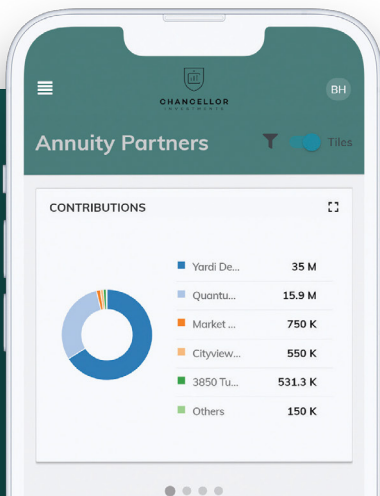 CHANCELLOR
INVESTMENTS
BH
Annuity Partners
Tiles
CONTRIBUTIONS
Yardi De... 35 M
Quantu... 15.9 M
Market ... 750 K
Cityview... 550 K
3850 Tu... 531.3 K
Others 150 K